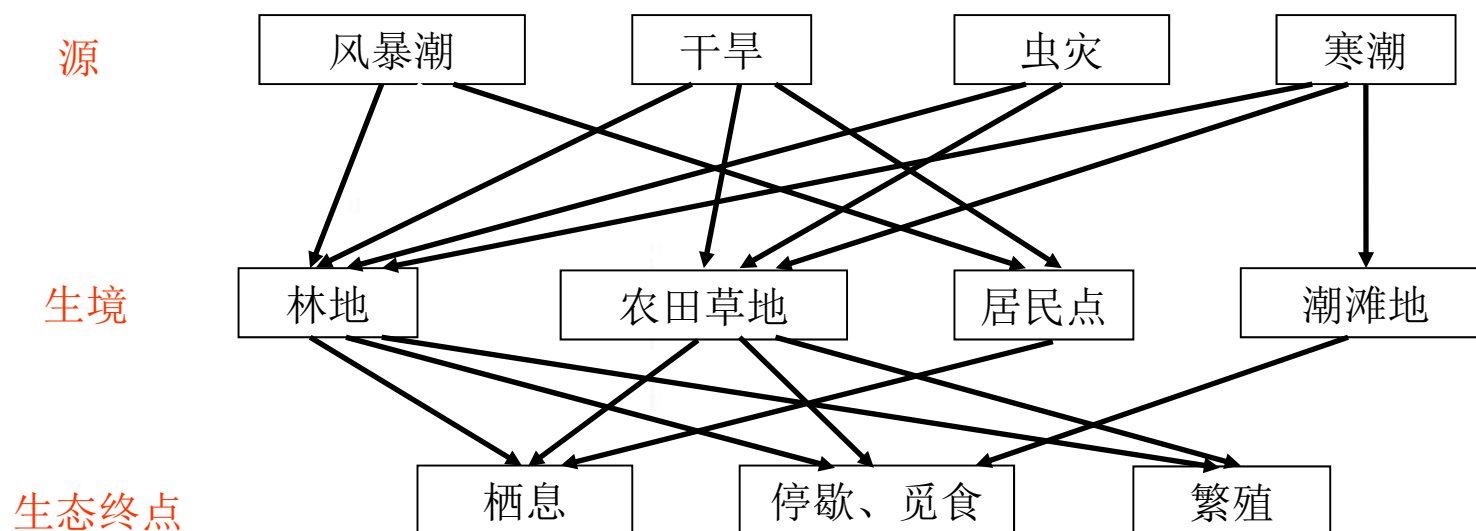 源 风暴潮 干旱 虫灾 寒潮
生境 林地 农田草地 居民点 潮滩地
生态终点 栖息 停歇、觅食 繁殖